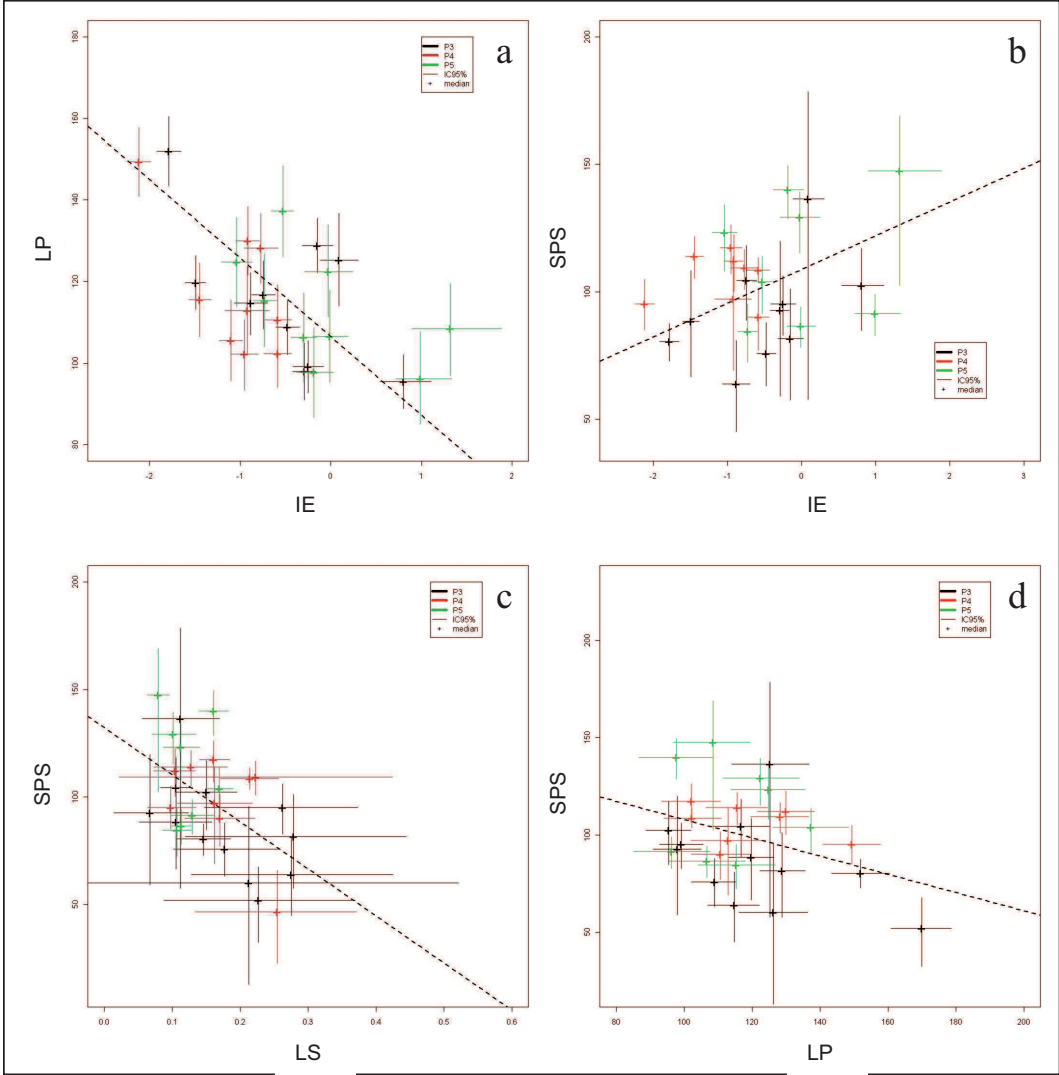 a
P3
P4
P5
IC95%
median
LP
180
160
140
120
100
80
-2 -1 0 1 2
IE
b
P3
P4
P5
IC95%
median
SPS
200
150
100
50
-2 -1 0 1 2 3
IE
c
P3
P4
P5
IC95%
median
SPS
200
150
100
50
0.0 0.1 0.2 0.3 0.4 0.5 0.6
LS
d
P3
P4
P5
IC95%
median
SPS
200
150
100
50
80 100 120 140 160 180 200
LP